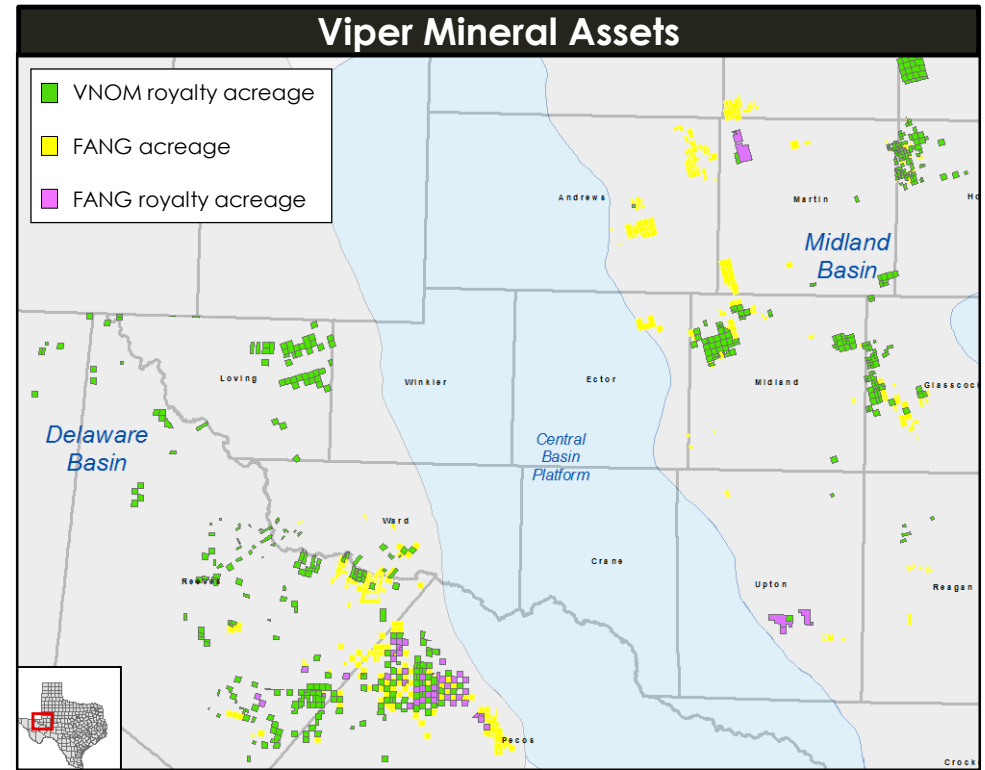 Viper Mineral Assets
VNOM royalty acreage
FANG acreage
FANG royalty acreage
Andrews
Martin
Ho
Midland
Basin
Loving
Winkler
Ector
Midland
Glasscock
Delaware
Basin
Central
Basin
Platform
Ward
Crane
Reeves
Upton
Reagan
Pecos
Crock